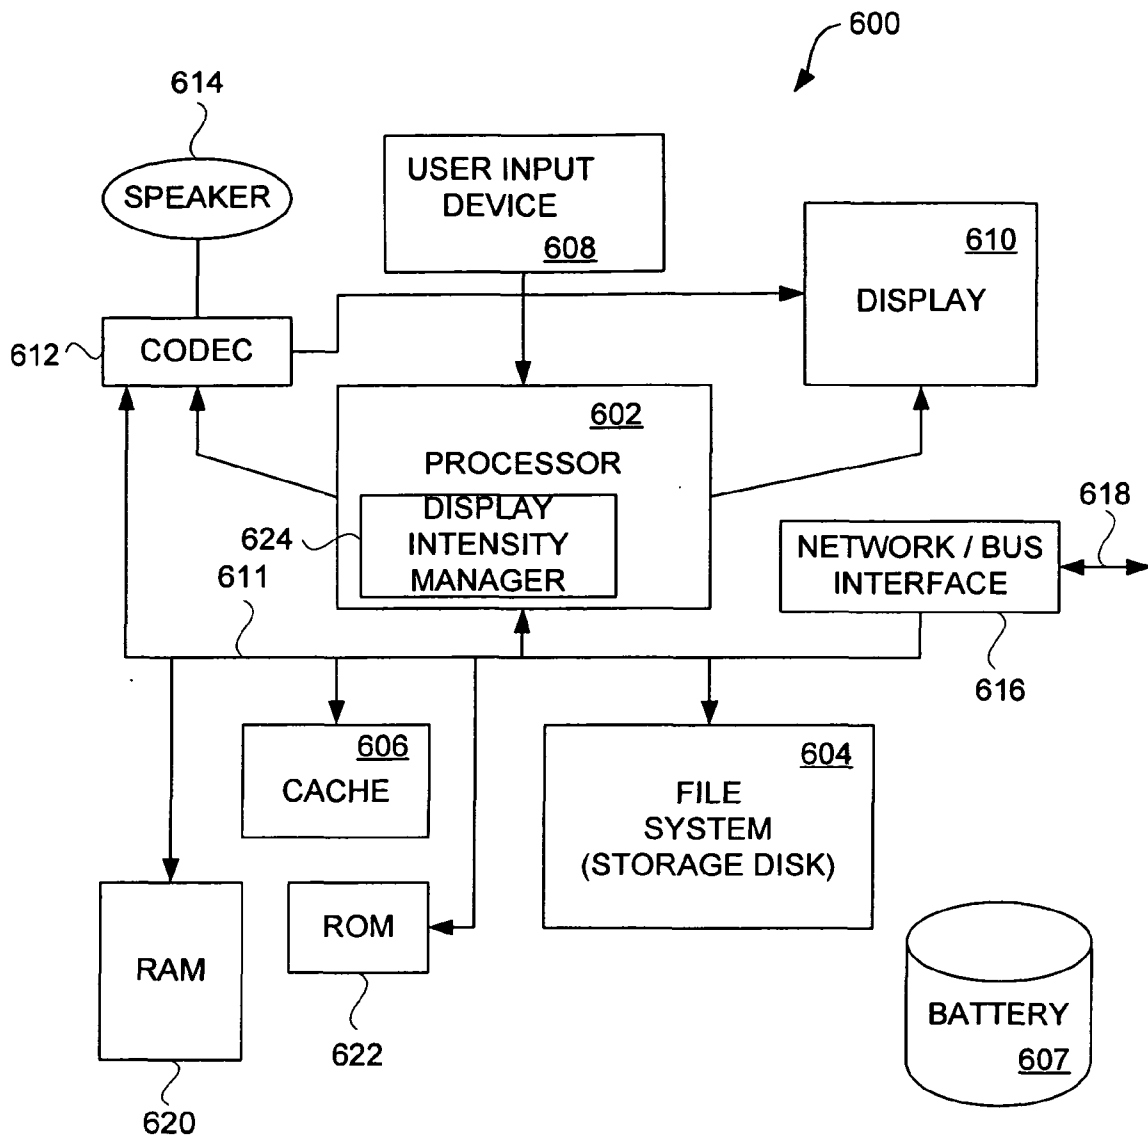 600
614
SPEAKER
USER INPUT
DEVICE
608
610
DISPLAY
612
CODEC
602
PROCESSOR
624
DISPLAY
INTENSITY
MANAGER
618
NETWORK / BUS
INTERFACE
611
616
606
CACHE
604
FILE
SYSTEM
(STORAGE DISK)
RAM
ROM
620
622
BATTERY
607